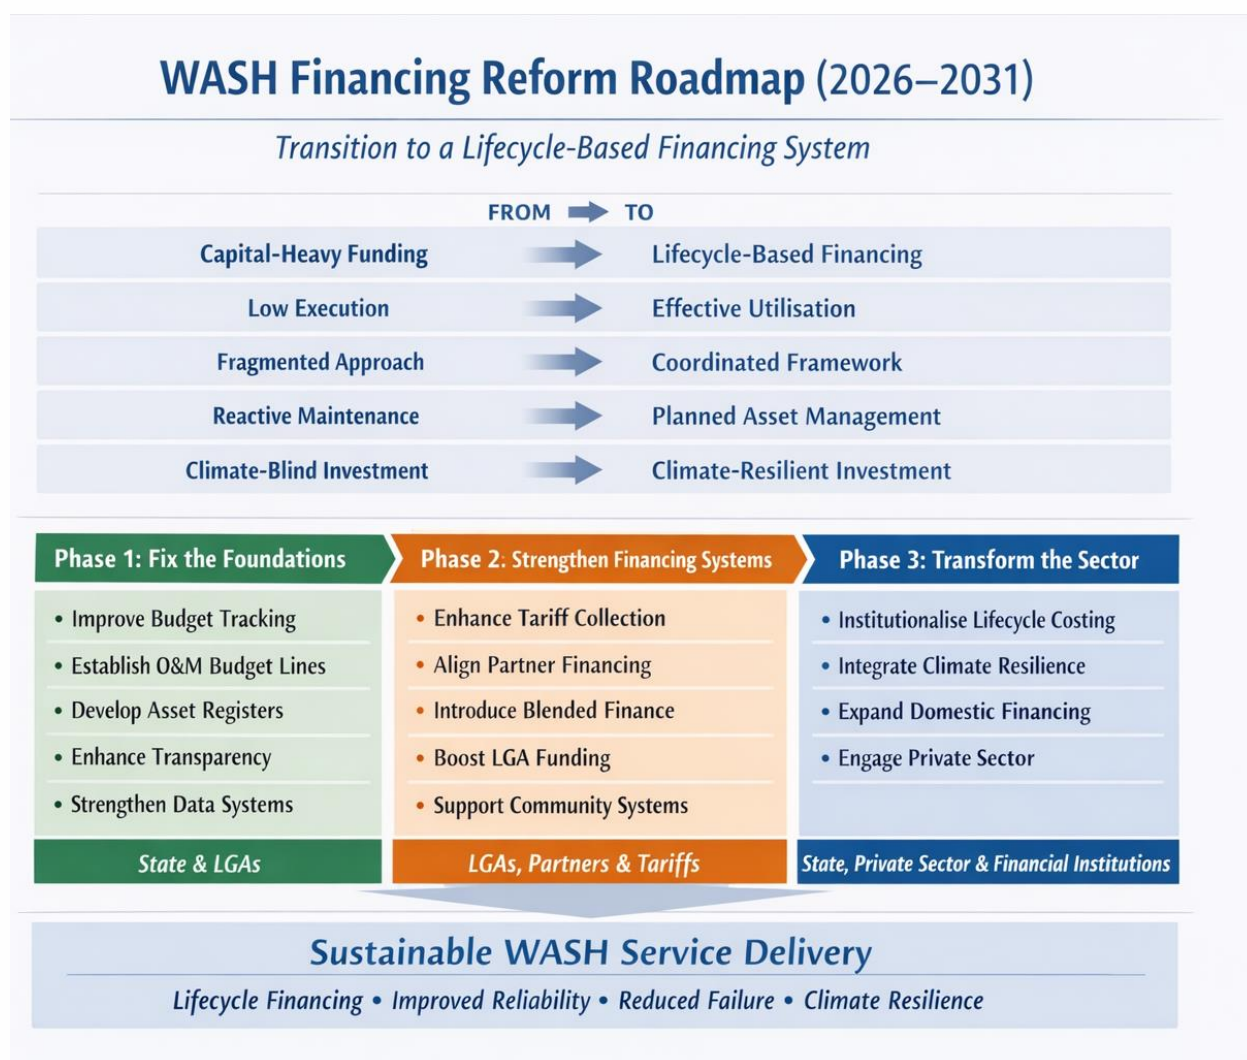 WASH Financing Reform Roadmap (2026–2031)
Transition to a Lifecycle-Based Financing System
FROM TO
Capital-Heavy Funding Lifecycle-Based Financing
Low Execution Effective Utilisation
Fragmented Approach Coordinated Framework
Reactive Maintenance Planned Asset Management
Climate-Blind Investment Climate-Resilient Investment
Phase 1: Fix the Foundations
• Improve Budget Tracking
• Establish O&M Budget Lines
• Develop Asset Registers
• Enhance Transparency
• Strengthen Data Systems
State & LGAs
Phase 2: Strengthen Financing Systems
• Enhance Tariff Collection
• Align Partner Financing
• Introduce Blended Finance
• Boost LGA Funding
• Support Community Systems
LGAs, Partners & Tariffs
Phase 3: Transform the Sector
• Institutionalise Lifecycle Costing
• Integrate Climate Resilience
• Expand Domestic Financing
• Engage Private Sector
State, Private Sector & Financial Institutions
Sustainable WASH Service Delivery
Lifecycle Financing • Improved Reliability • Reduced Failure • Climate Resilience